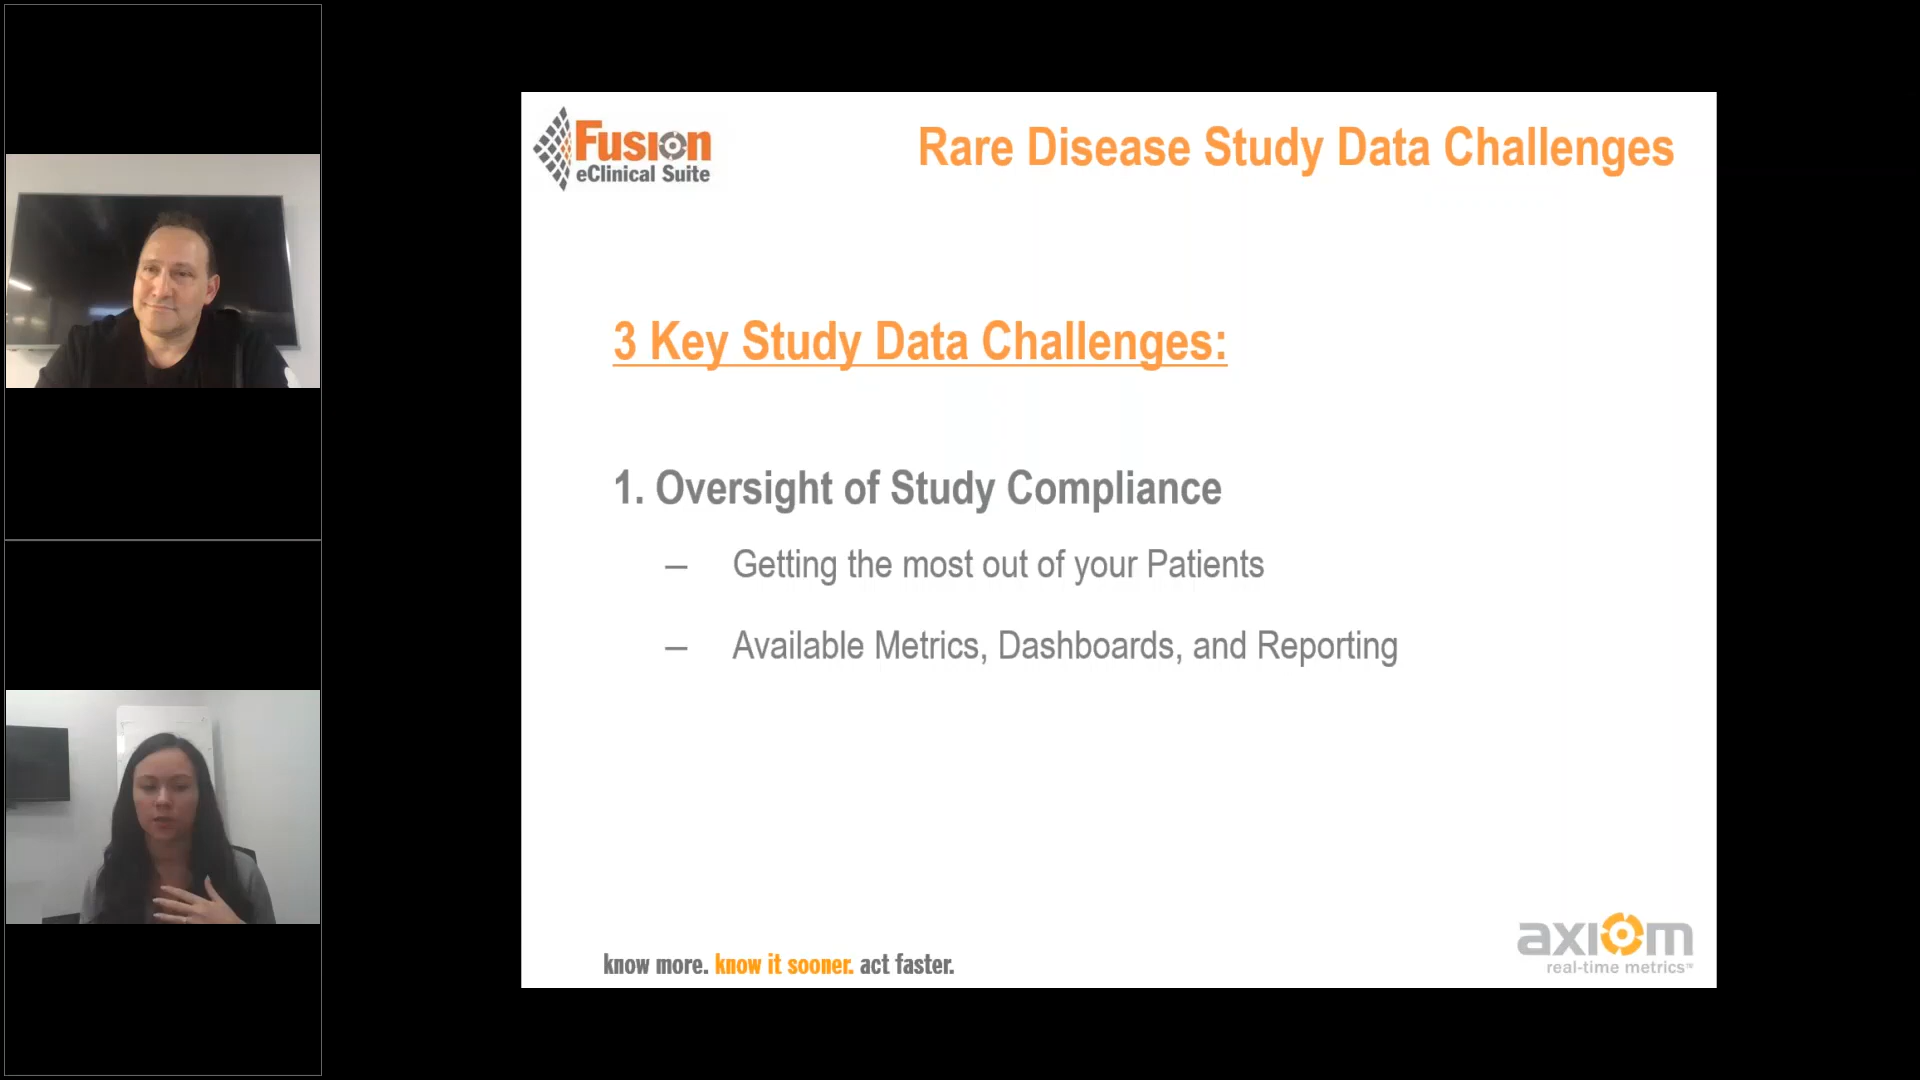 Fusion
eClinical Suite
Rare Disease Study Data Challenges
3 Key Study Data Challenges:
1. Oversight of Study Compliance
– Getting the most out of your Patients
– Available Metrics, Dashboards, and Reporting
know more. know it sooner. act faster.
axiom
real-time metrics™